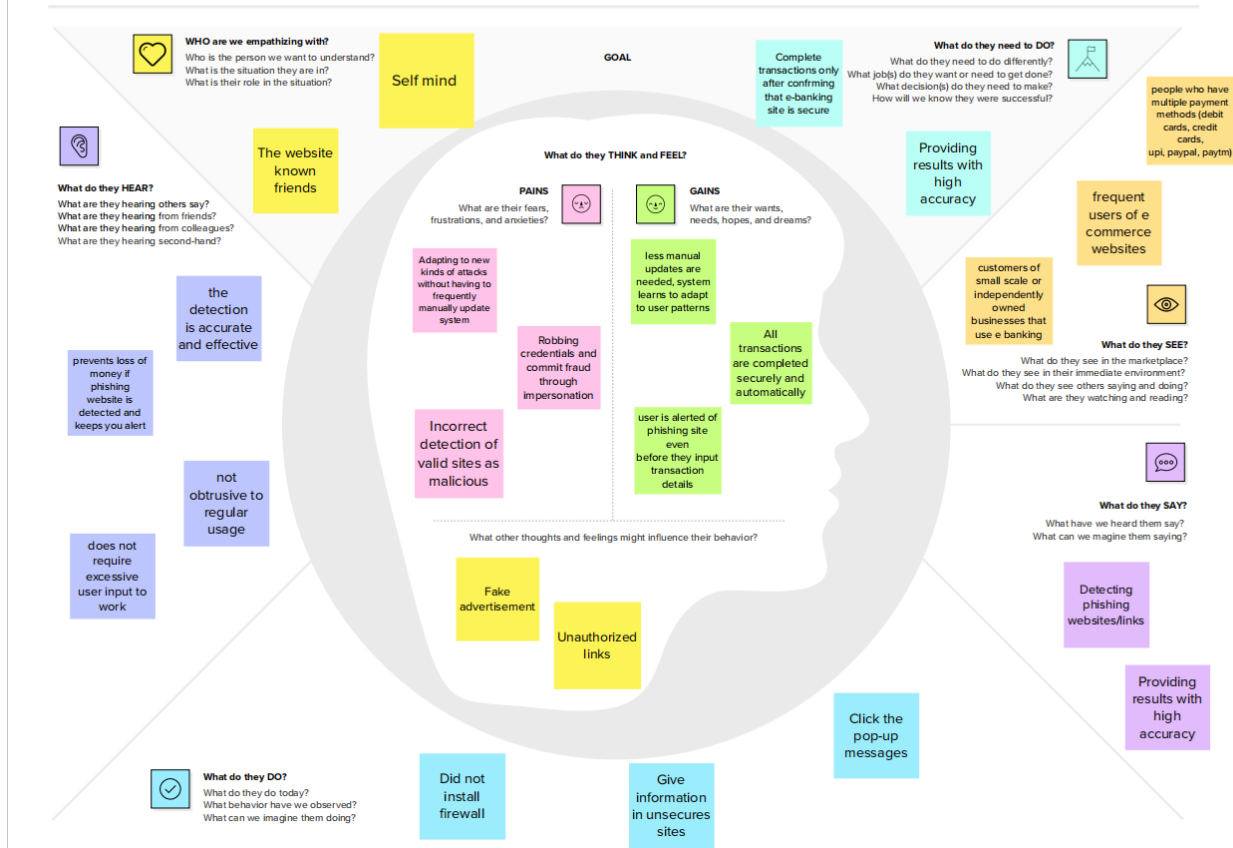 WHO are we empathizing with?
Who is the person we want to understand?
What is the situation they are in?
What is their role in the situation?
Self mind
The website
known
friends
GOAL
Complete
transactions only
after confrming
that e-banking
site is secure
What do they need to DO?
What do they need to do differently?
What job(s) do they want or need to get done?
What decision(s) do they need to make?
How will we know they were successful?
Providing
results with
high
accuracy
people who have
multiple payment
methods (debit
cards, credit
cards,
upi, paypal, paytm)
frequent
users of e
commerce
websites
customers of
small scale or
independently
owned
businesses that
use e banking
What do they SEE?
What do they see in the marketplace?
What do they see in their immediate environment?
What do they see others saying and doing?
What are they watching and reading?
What do they HEAR?
What are they hearing others say?
What are they hearing from friends?
What are they hearing from colleagues?
What are they hearing second-hand?
the
detection
is accurate
and effective
prevents loss of
money if
phishing
website is
detected and
keeps you alert
not
obtrusive to
regular
usage
does not
require
excessive
user input to
work
What do they THINK and FEEL?
PAINS
What are their fears,
frustrations, and anxieties?
Adapting to new
kinds of attacks
without having to
frequently
manually update
system
Robbing
credentials and
commit fraud
through
impersonation
Incorrect
detection of
valid sites as
malicious
GAINS
What are their wants,
needs, hopes, and dreams?
less manual
updates are
needed, system
learns to adapt
to user patterns
All
transactions
are completed
securely and
automatically
user is alerted of
phishing site
even
before they input
transaction
details
What other thoughts and feelings might influence their behavior?
Fake
advertisement
Unauthorized
links
What do they SAY?
What have we heard them say?
What can we magine them saying?
Detecting
phishing
websites/links
Providing
results with
high
accuracy
What do they DO?
What do they do today?
What behavior have we observed?
What can we imagine them doing?
Did not
install
firewall
Give
information
in unsecures
sites
Click the
pop-up
messages